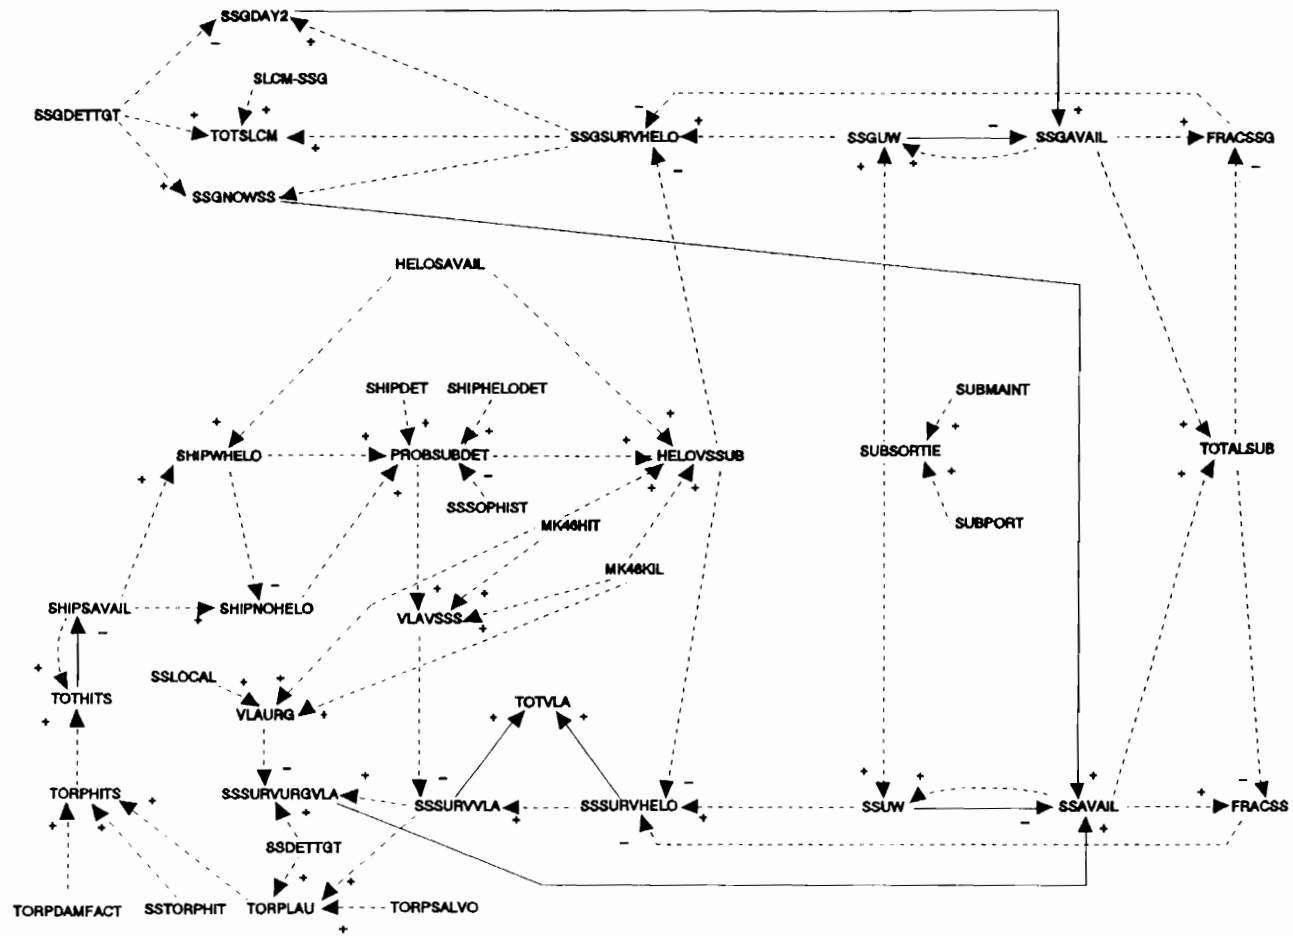 SSGDAY2
SLCM-SSG
SSGDETTGT
TOTSLCM
SSGSURVHELO
SSGUW
SSGAVAIL
FRACSSG
SSGNOWSS
HELOSAVAIL
SHIPDET
SHIPHELODET
SUBMAINT
SHIPWHELO
PROBSUBDET
HELOVSSUB
SUBSORTIE
TOTALSUB
SSSOPHIST
MK46HIT
SUBPORT
MK46KIL
SHIPSAVAIL
SHIPNOHELO
VLAVSSS
SSLOCAL
TOTHITS
TOTVLA
VLAURG
TORPHITS
SSSURVURGVLA
SSSURVVLA
SSSURVHELO
SSUW
SSAVAIL
FRACSS
SSDETTGT
TORPDAMFACT
SSTORPHIT
TORPLAU
TORPSALVO